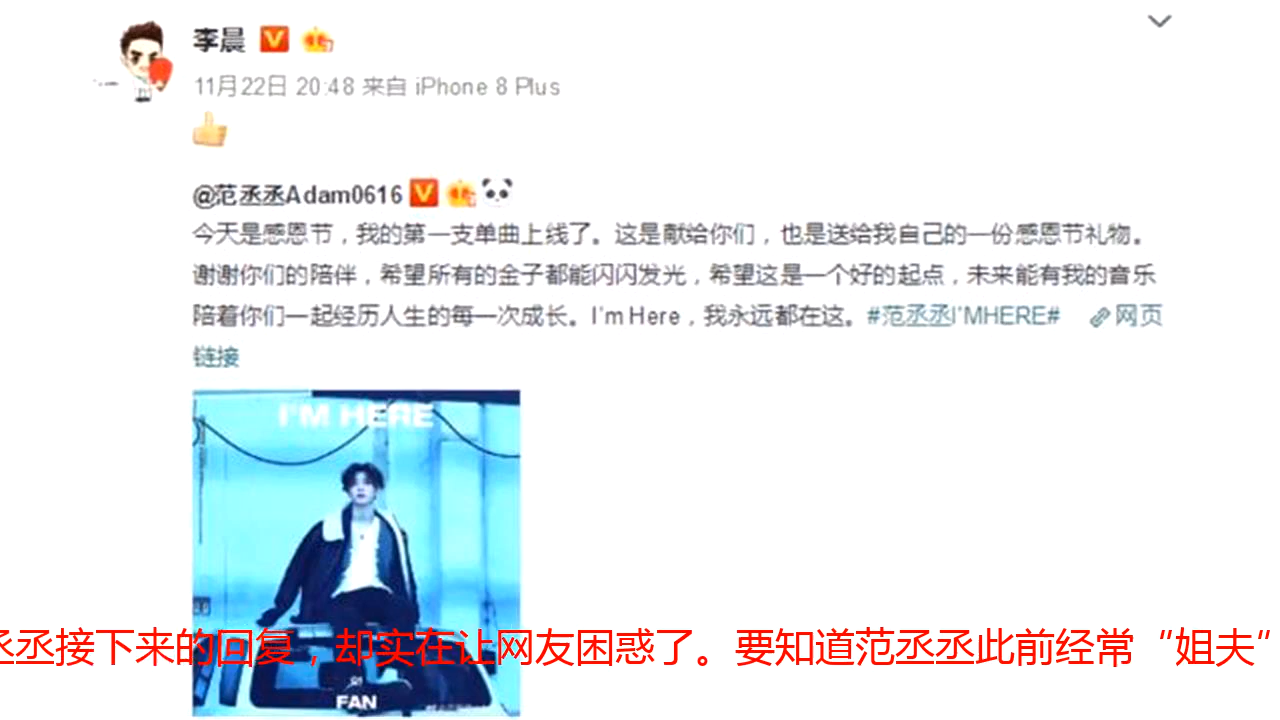 李晨
11月22日 20:48 来自 iPhone 8 Plus
@范丞丞Adam0616
今天是感恩节，我的第一支单曲上线了。这是献给你们，也是送给我自己的一份感恩节礼物。
谢谢你们的陪伴，希望所有的金子都能闪闪发光，希望这是一个好的起点，未来能有我的音乐
陪着你们一起经历人生的每一次成长。I'm Here，我永远都在这。#范丞丞I'MHERE# 网页
链接
I'M HERE
丞丞接下来的回复，却实在让网友困惑了。要知道范丞丞此前经常“姐夫”
FAN